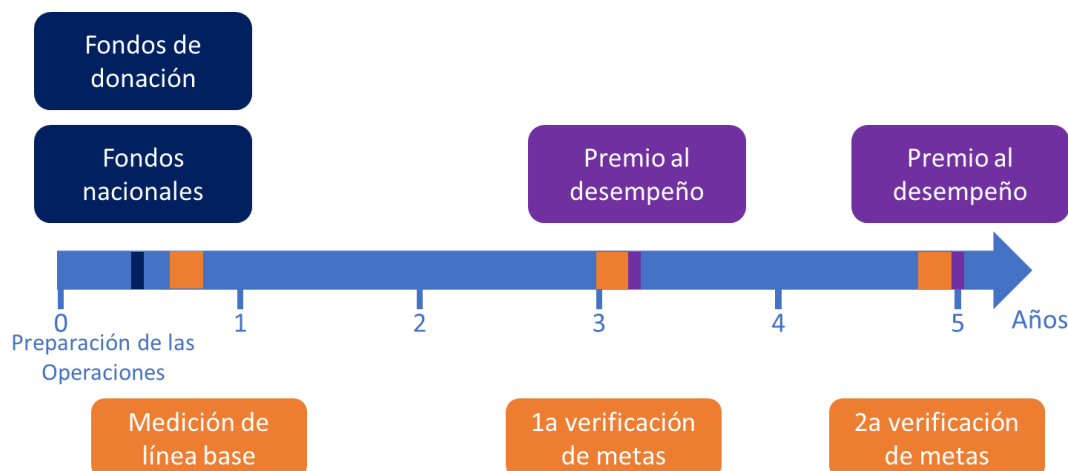 Fondos de
donación
Fondos
nacionales
Premio al
desempeño
Premio al
desempeño
0
1
2
3
4
5
Años
Preparación de las
Operaciones
Medición de
línea base
1a verificación
de metas
2a verificación
de metas